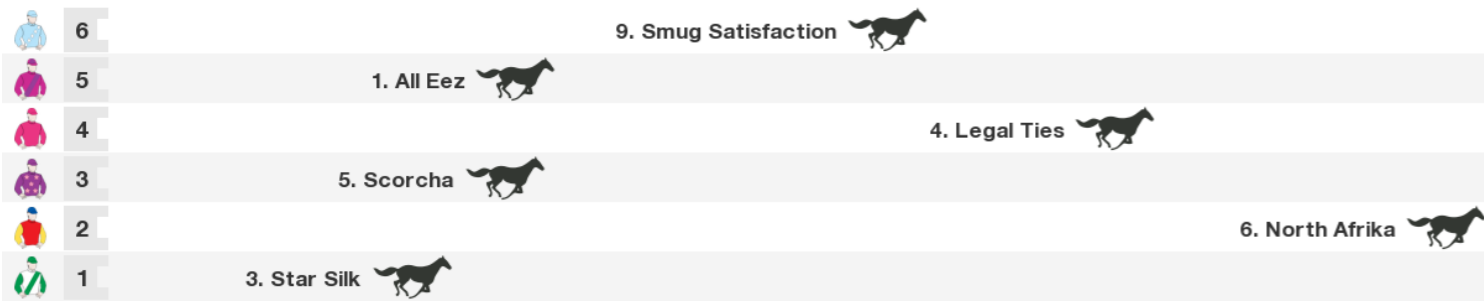 6 9. Smug Satisfaction
5 1. All Eez
4 4. Legal Ties
3 5. Scorcha
2 6. North Afrika
1 3. Star Silk